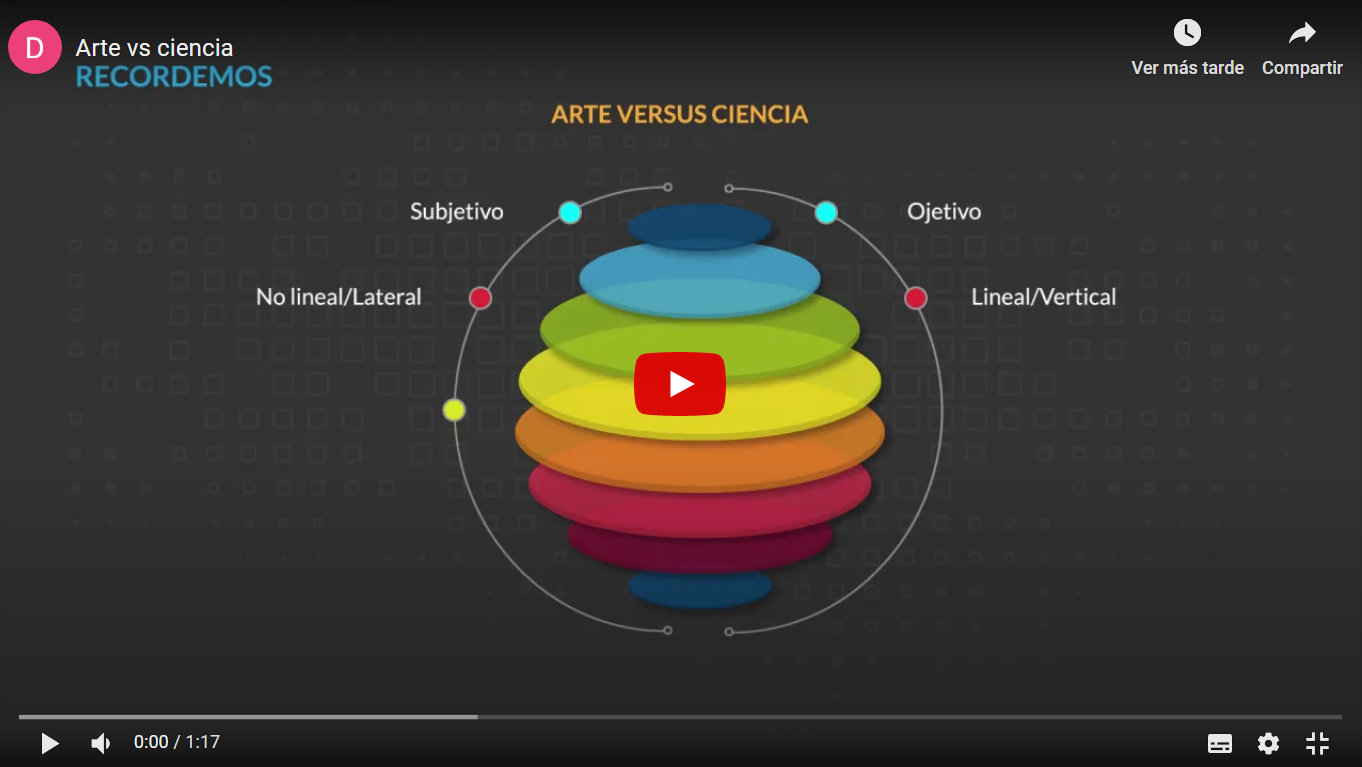 D
Arte vs ciencia
RECORDEMOS
Ver más tarde
Compartir
ARTE VERSUS CIENCIA
Subjetivo
Ojetivo
No lineal/Lateral
Lineal/Vertical
0:00 / 1:17